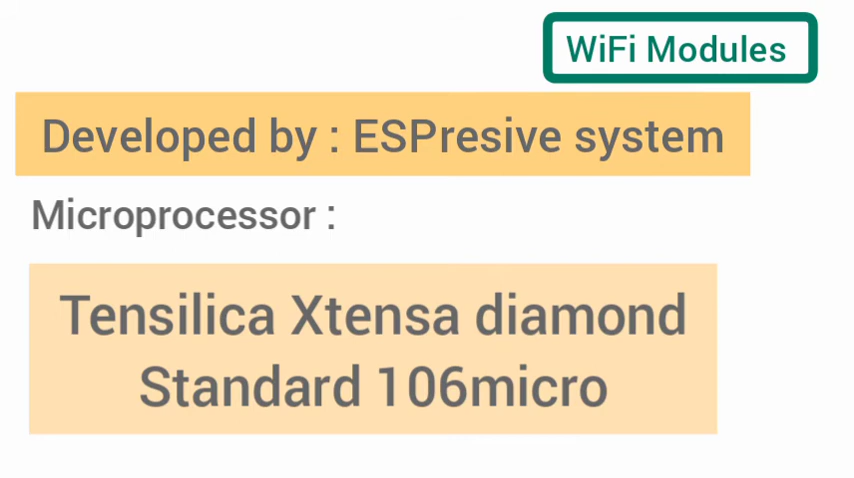 WiFi Modules
Developed by : ESPresive system
Microprocessor :
Tensilica Xtensa diamond
Standard 106micro